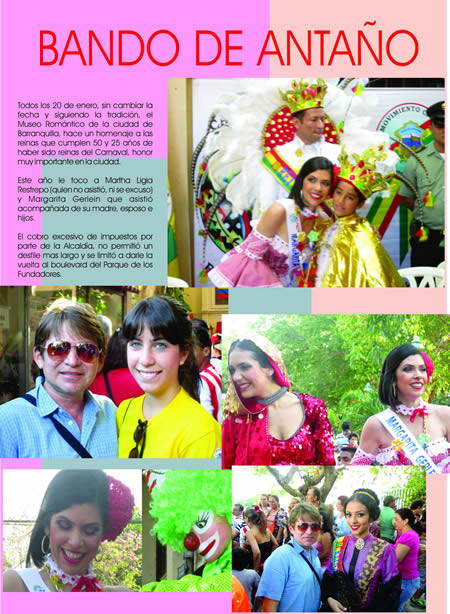 BANDO DE ANTAÑO
Todos los 20 de enero, sin cambiar la
fecha y siguiendo la tradición, el
Museo Romántico de la ciudad de
Barranquilla, hace un homenaje a las
reinas que cumplen 50 y 25 años de
haber sido reinas del Carnaval, honor
muy importante en la ciudad.
Este año le toco a Martha Ligia
Restrepo (quien no asistió, ni se excuso)
y Margarita Gerlein que asistió
acompañada de su madre, esposo e
hijos.
El cobro excesivo de impuestos por
parte de la Alcaldía, no permitió un
desfile mas largo y se limitó a darle la
vuelta al boulevard del Parque de los
Fundadores.
MOVIMIENTO
MARGARITA